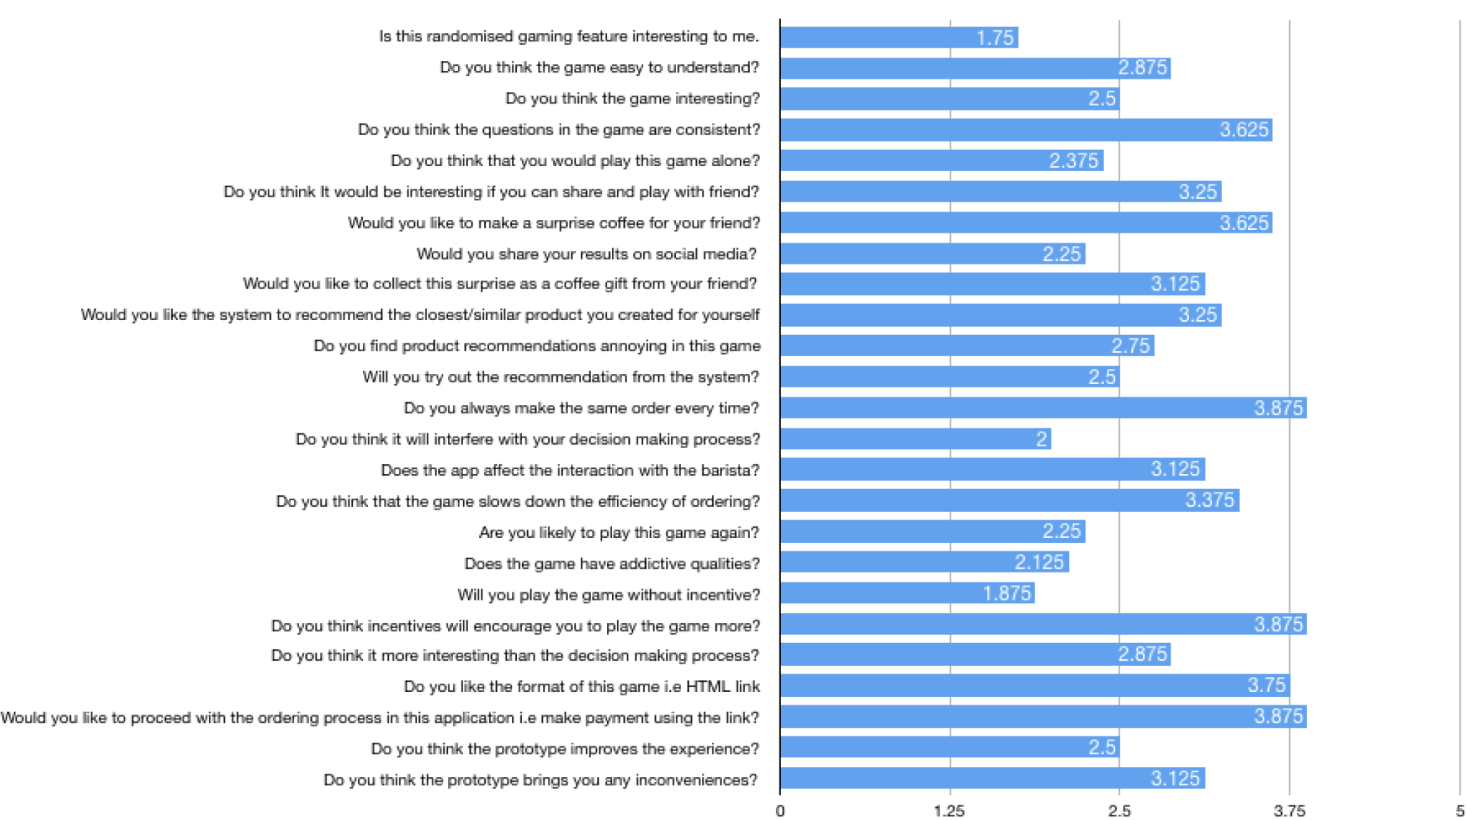 Is this randomised gaming feature interesting to me. 1.75
Do you think the game easy to understand? 2.875
Do you think the game interesting? 2.5
Do you think the questions in the game are consistent? 3.625
Do you think that you would play this game alone? 2.375
Do you think It would be interesting if you can share and play with friend? 3.25
Would you like to make a surprise coffee for your friend? 3.625
Would you share your results on social media? 2.25
Would you like to collect this surprise as a coffee gift from your friend? 3.125
Would you like the system to recommend the closest/similar product you created for yourself 3.25
Do you find product recommendations annoying in this game 2.75
Will you try out the recommendation from the system? 2.5
Do you always make the same order every time? 3.875
Do you think it will interfere with your decision making process? 2
Does the app affect the interaction with the barista? 3.125
Do you think that the game slows down the efficiency of ordering? 3.375
Are you likely to play this game again? 2.25
Does the game have addictive qualities? 2.125
Will you play the game without incentive? 1.875
Do you think incentives will encourage you to play the game more? 3.875
Do you think it more interesting than the decision making process? 2.875
Do you like the format of this game i.e HTML link 3.75
Would you like to proceed with the ordering process in this application i.e make payment using the link? 3.875
Do you think the prototype improves the experience? 2.5
Do you think the prototype brings you any inconveniences? 3.125
0 1.25 2.5 3.75 5